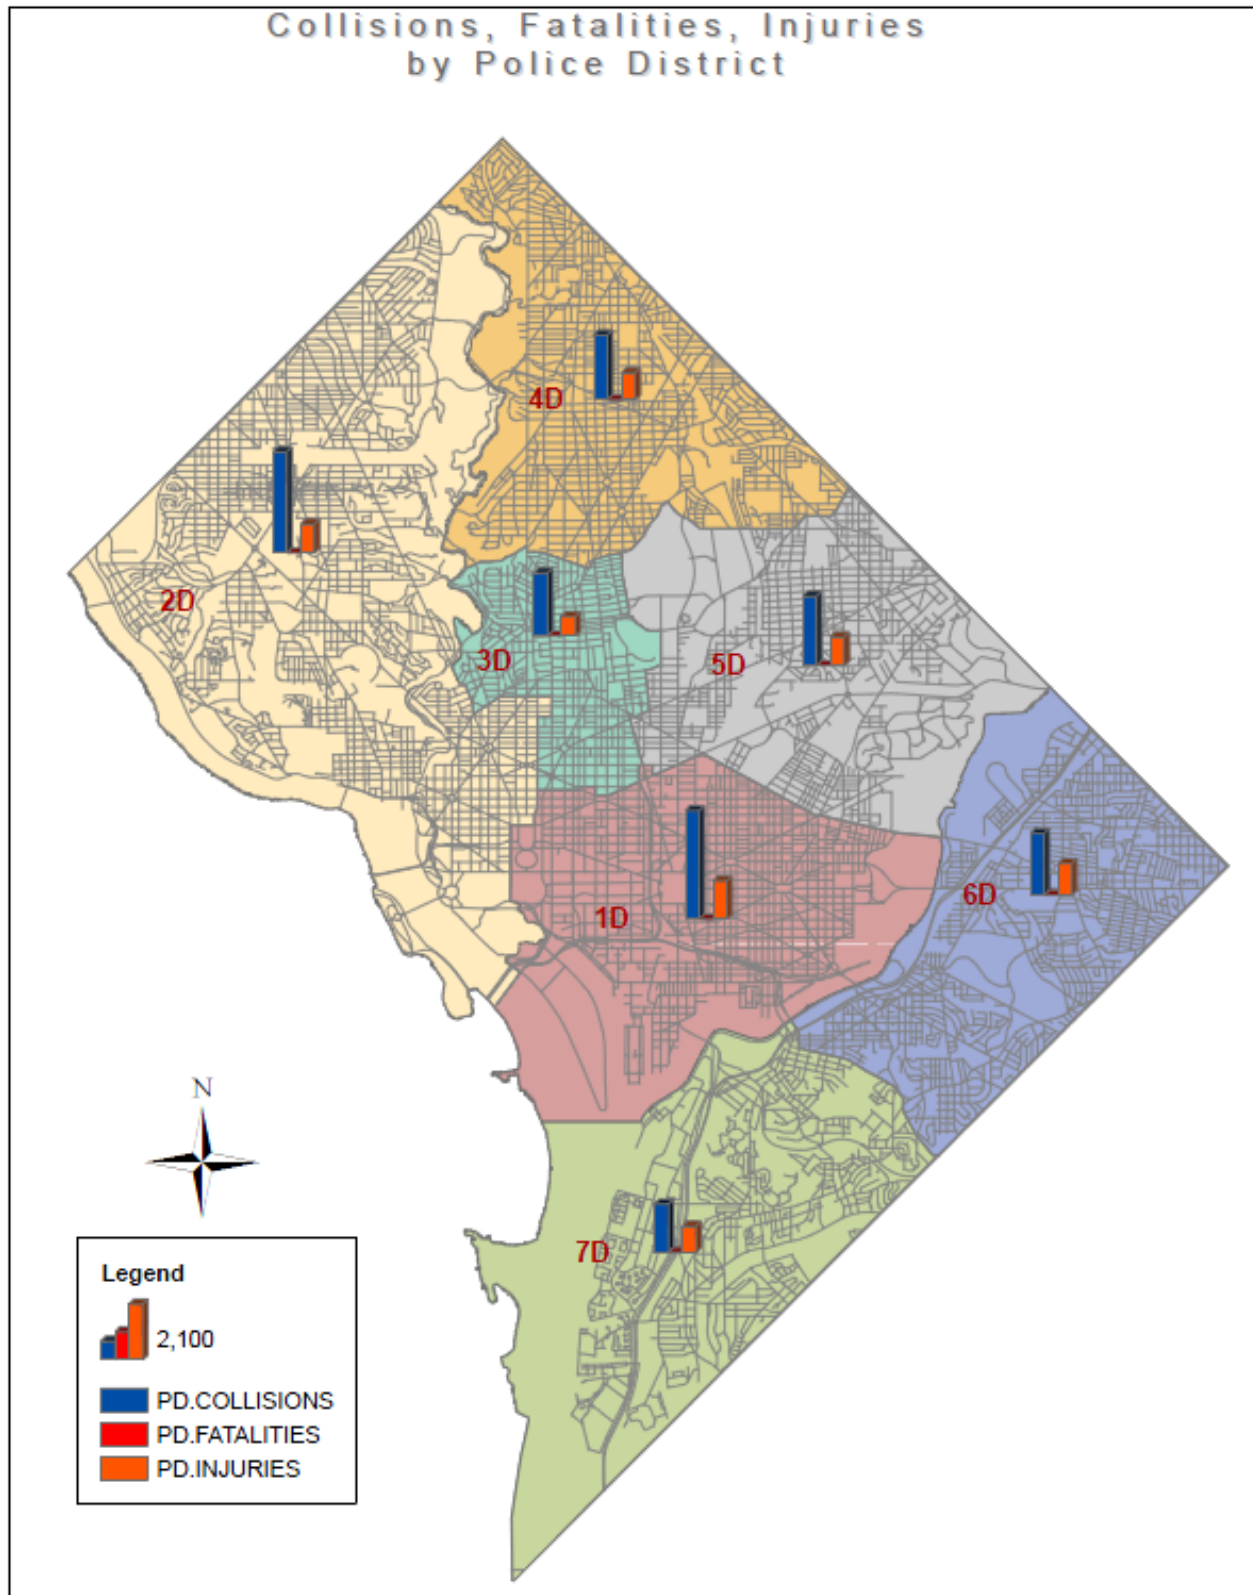 Collisions, Fatalities, Injuries
by Police District
4D
2D
3D
5D
6D
1D
N
7D
Legend
2,100
PD.COLLISIONS
PD.FATALITIES
PD.INJURIES